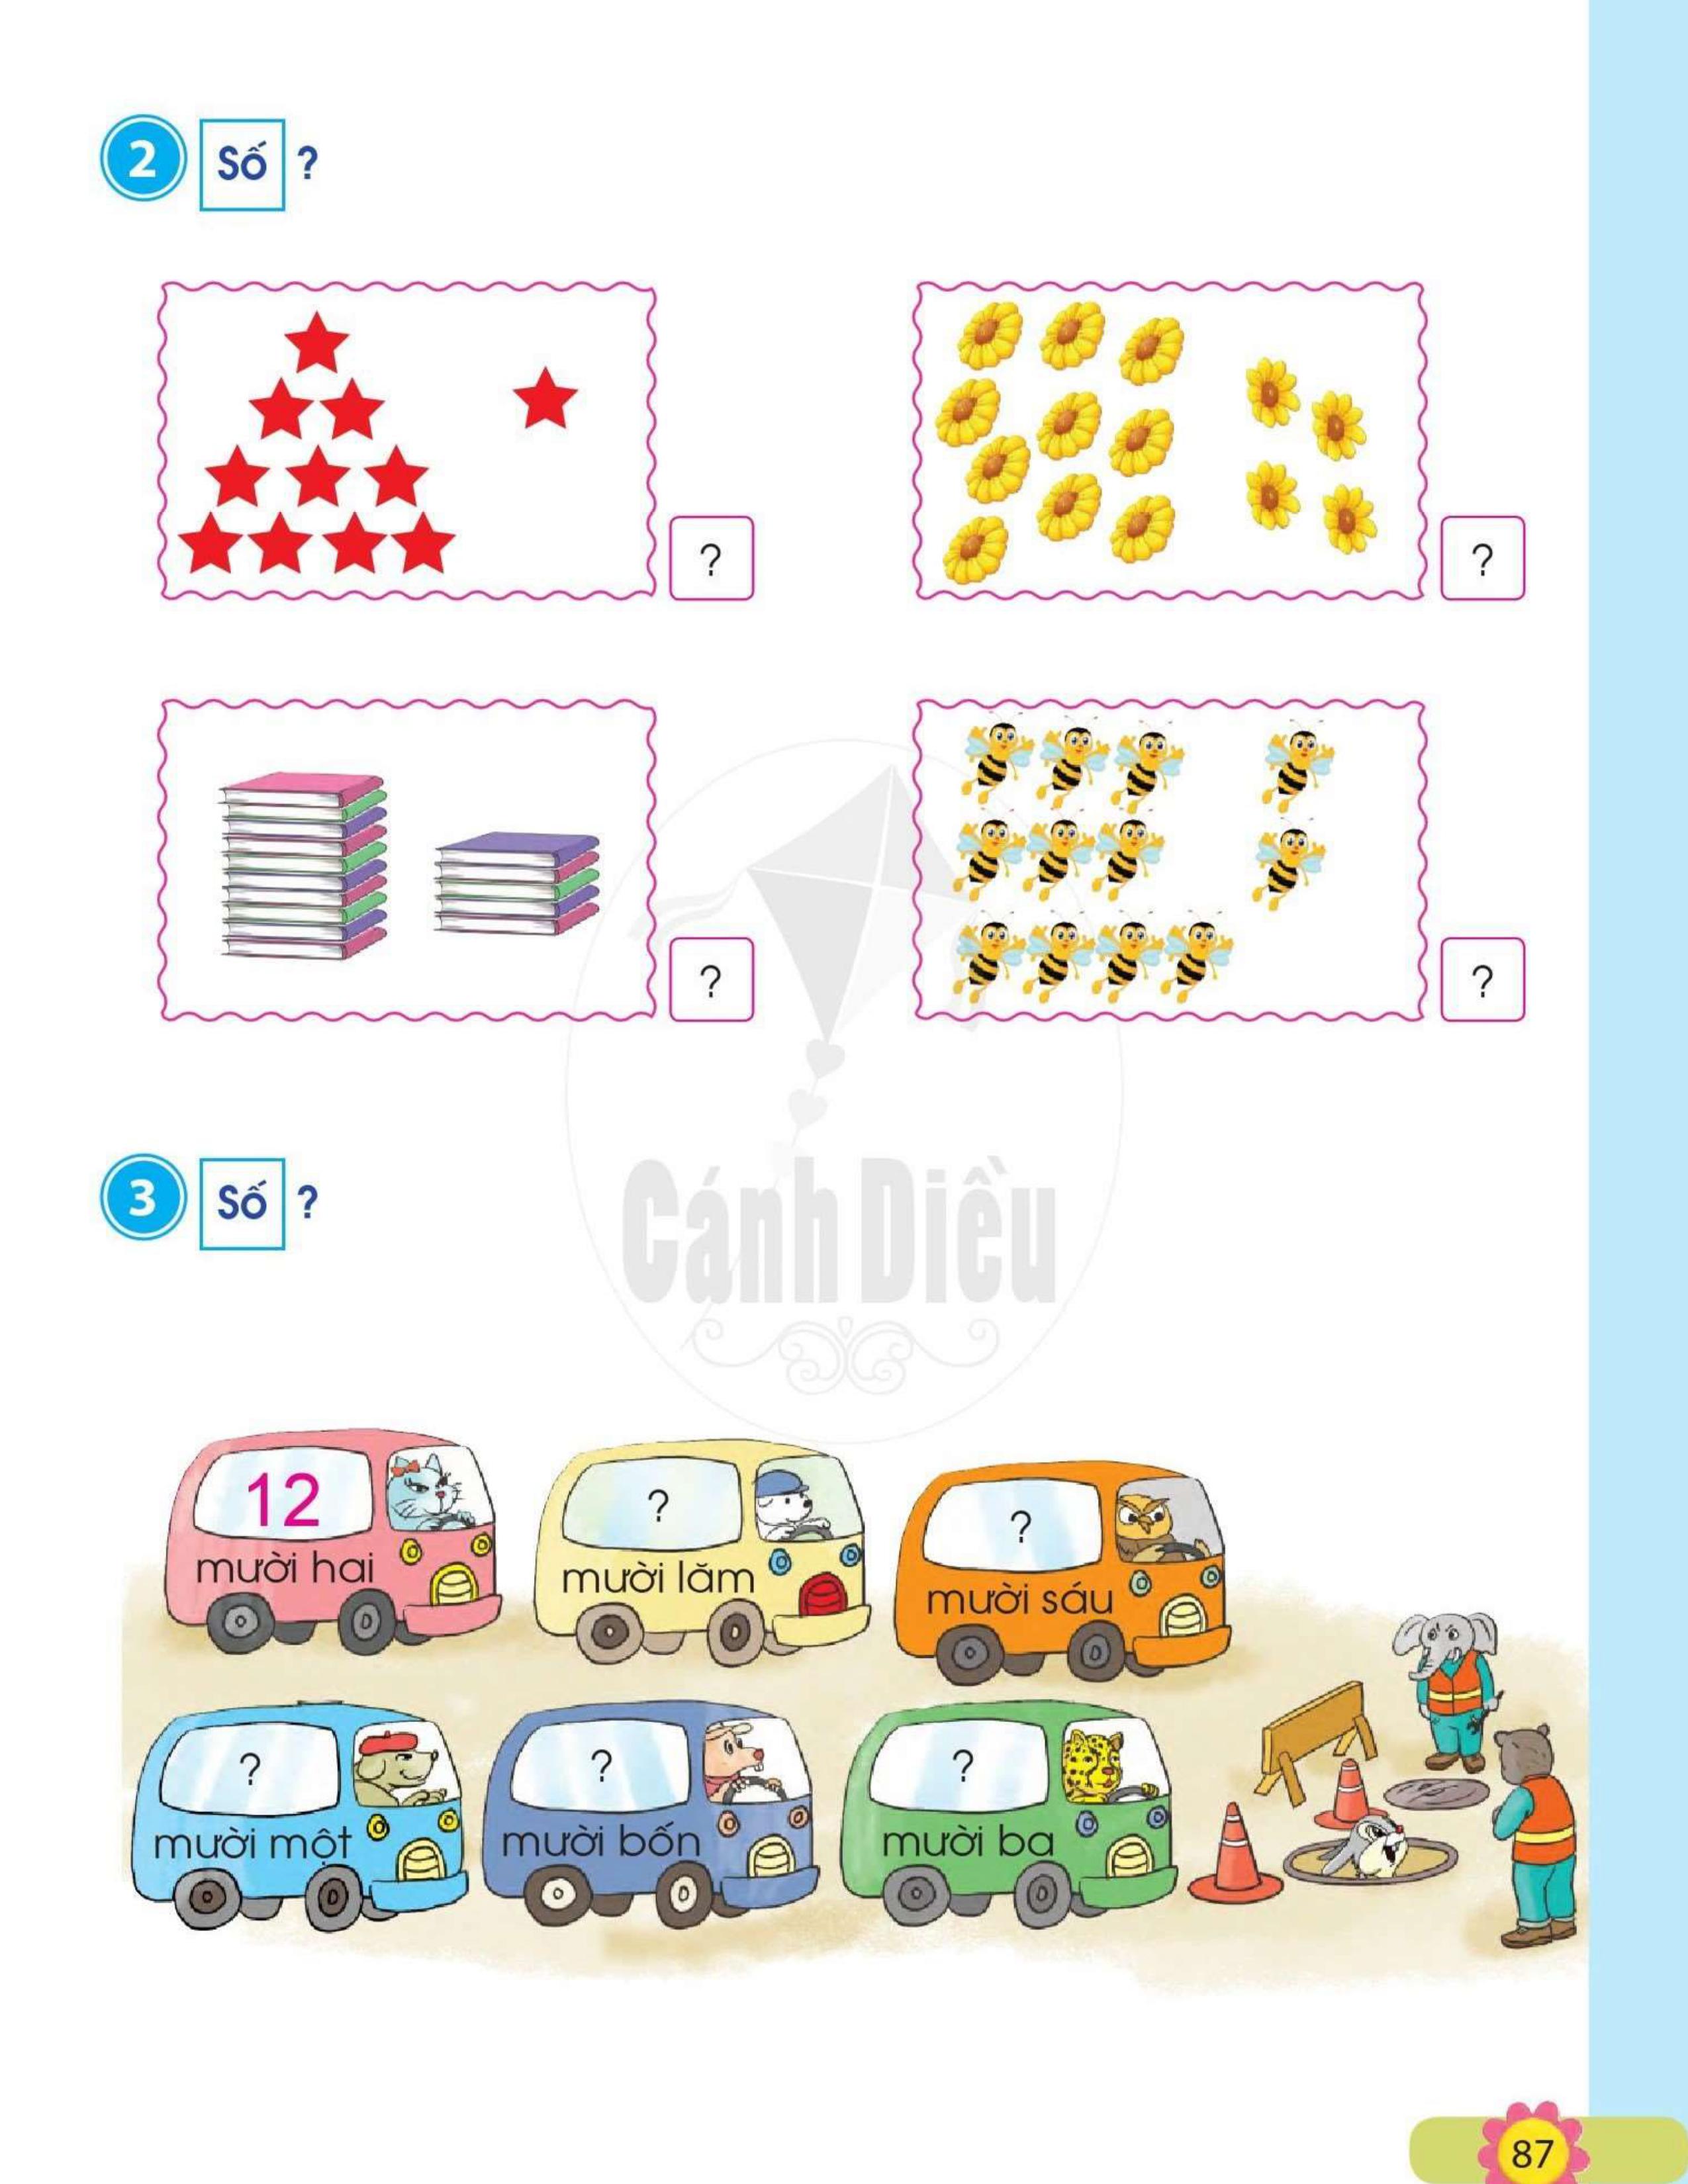 2 Số ?
?
?
?
?
Cánh Diều
3 Số ?
12
mười hai
?
mười lăm
?
mười sáu
?
mười một
?
mười bốn
?
mười ba
87